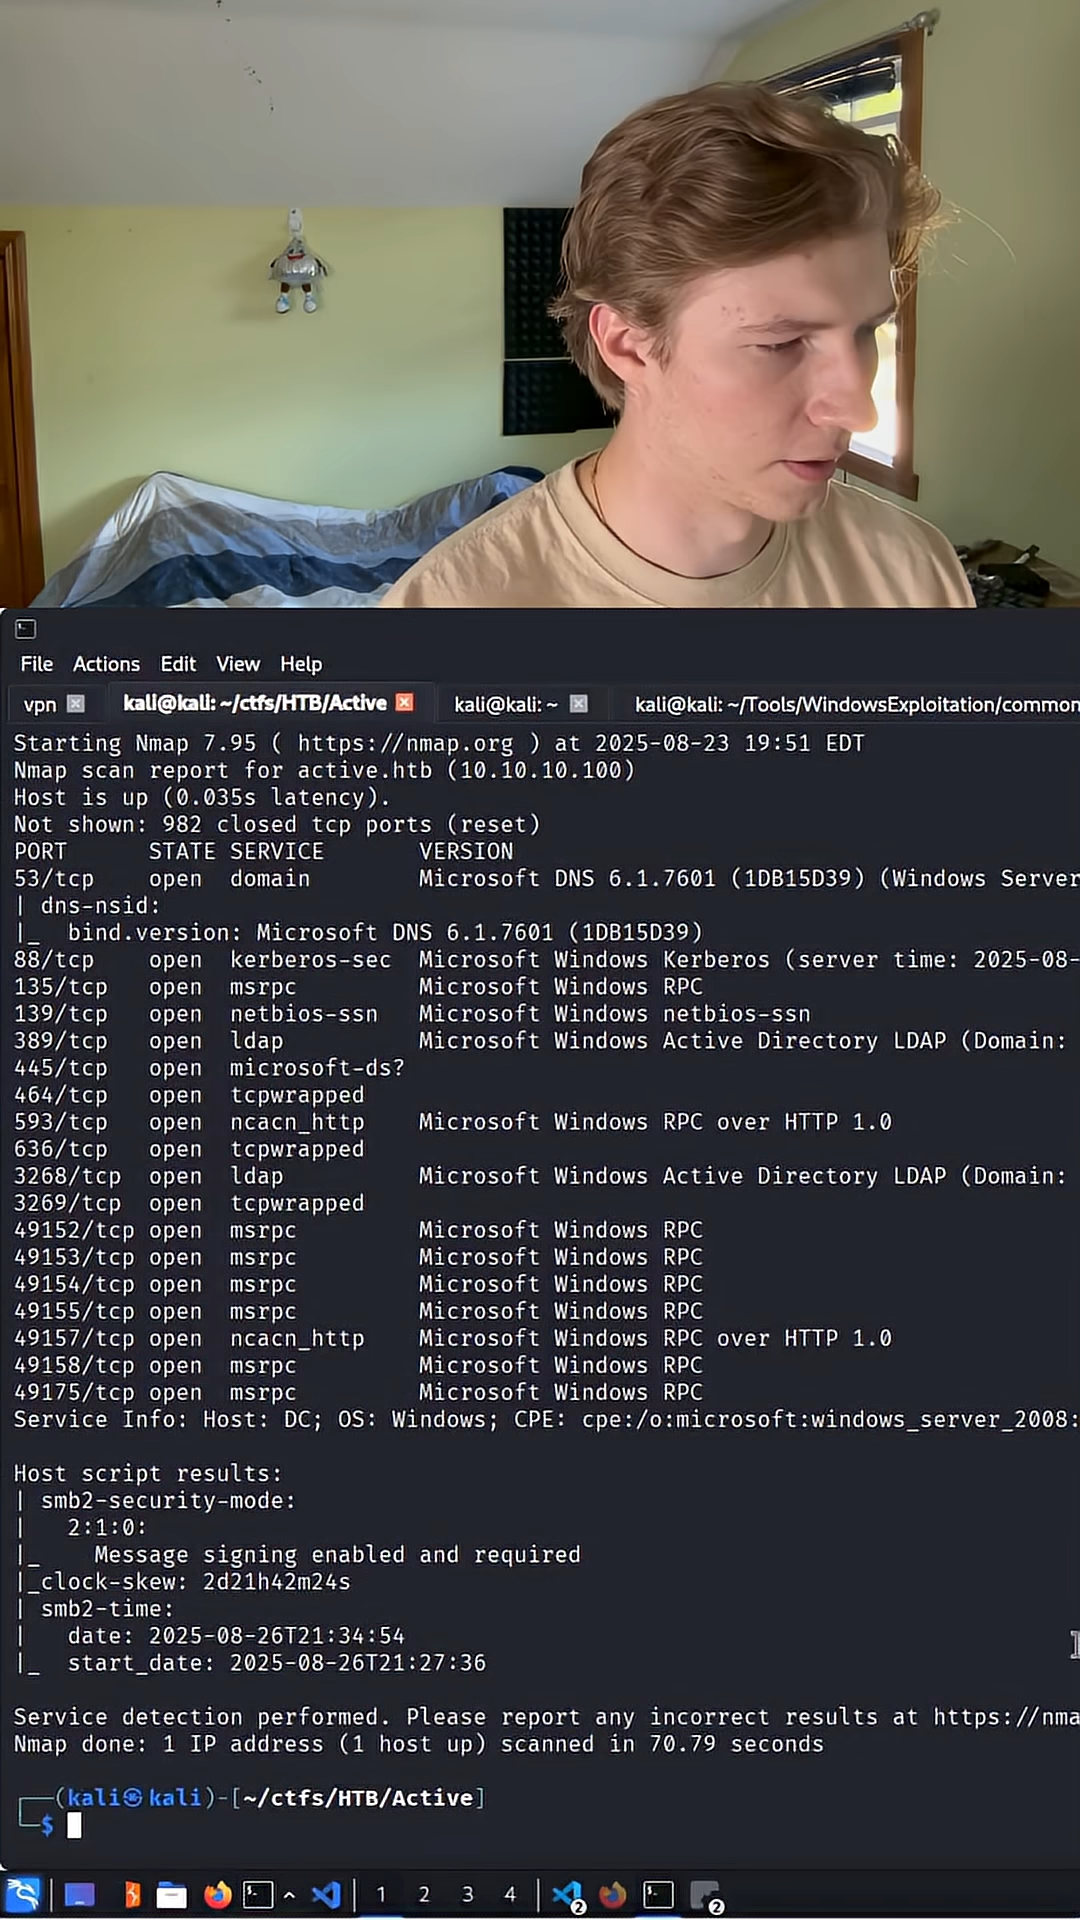 File Actions Edit View Help
vpn kali@kali: ~/ctfs/HTB/Active kali@kali: ~ kali@kali: ~/Tools/WindowsExploitation/common
Starting Nmap 7.95 ( https://nmap.org ) at 2025-08-23 19:51 EDT
Nmap scan report for active.htb (10.10.10.100)
Host is up (0.035s latency).
Not shown: 982 closed tcp ports (reset)
PORT STATE SERVICE VERSION
53/tcp open domain Microsoft DNS 6.1.7601 (1DB15D39) (Windows Server
| dns-nsid:
|_ bind.version: Microsoft DNS 6.1.7601 (1DB15D39)
88/tcp open kerberos-sec Microsoft Windows Kerberos (server time: 2025-08-
135/tcp open msrpc Microsoft Windows RPC
139/tcp open netbios-ssn Microsoft Windows netbios-ssn
389/tcp open ldap Microsoft Windows Active Directory LDAP (Domain:
445/tcp open microsoft-ds?
464/tcp open tcpwrapped
593/tcp open ncacn_http Microsoft Windows RPC over HTTP 1.0
636/tcp open tcpwrapped
3268/tcp open ldap Microsoft Windows Active Directory LDAP (Domain:
3269/tcp open tcpwrapped
49152/tcp open msrpc Microsoft Windows RPC
49153/tcp open msrpc Microsoft Windows RPC
49154/tcp open msrpc Microsoft Windows RPC
49155/tcp open msrpc Microsoft Windows RPC
49157/tcp open ncacn_http Microsoft Windows RPC over HTTP 1.0
49158/tcp open msrpc Microsoft Windows RPC
49175/tcp open msrpc Microsoft Windows RPC
Service Info: Host: DC; OS: Windows; CPE: cpe:/o:microsoft:windows_server_2008:
Host script results:
| smb2-security-mode:
| 2:1:0:
|_ Message signing enabled and required
|_clock-skew: 2d21h42m24s
| smb2-time:
| date: 2025-08-26T21:34:54
|_ start_date: 2025-08-26T21:27:36
Service detection performed. Please report any incorrect results at https://nma
Nmap done: 1 IP address (1 host up) scanned in 70.79 seconds
┌──(kali㉿kali)-[~/ctfs/HTB/Active]
└─$
1 2 3 4 2 2